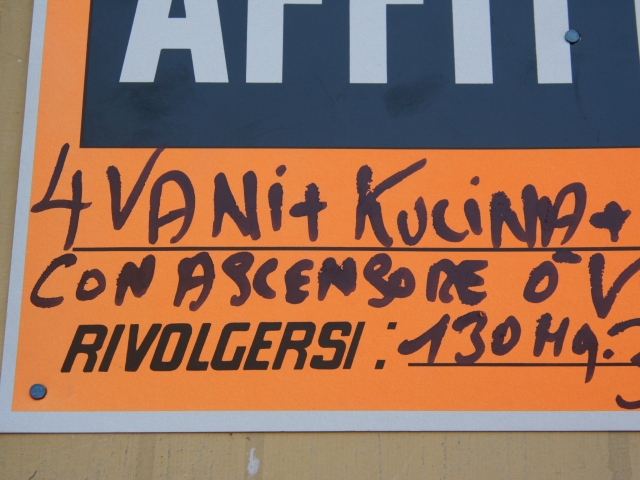 AFFIT
4 VANI + KUCINA +
CON ASCENSORE O V
RIVOLGERSI: 130 Mq.